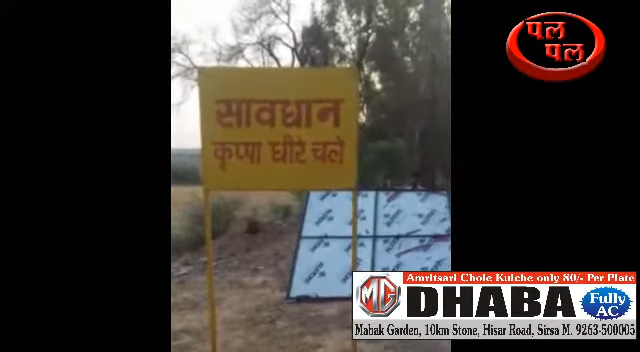 पल
पल
सावधान
कृप्पा धीरे चले
Amritsari Chole Kulche only 80/- Per Plate
MG DHABA Fully AC
Mabak Garden, 10km Stone, Hisar Road, Sirsa M. 9263-500005